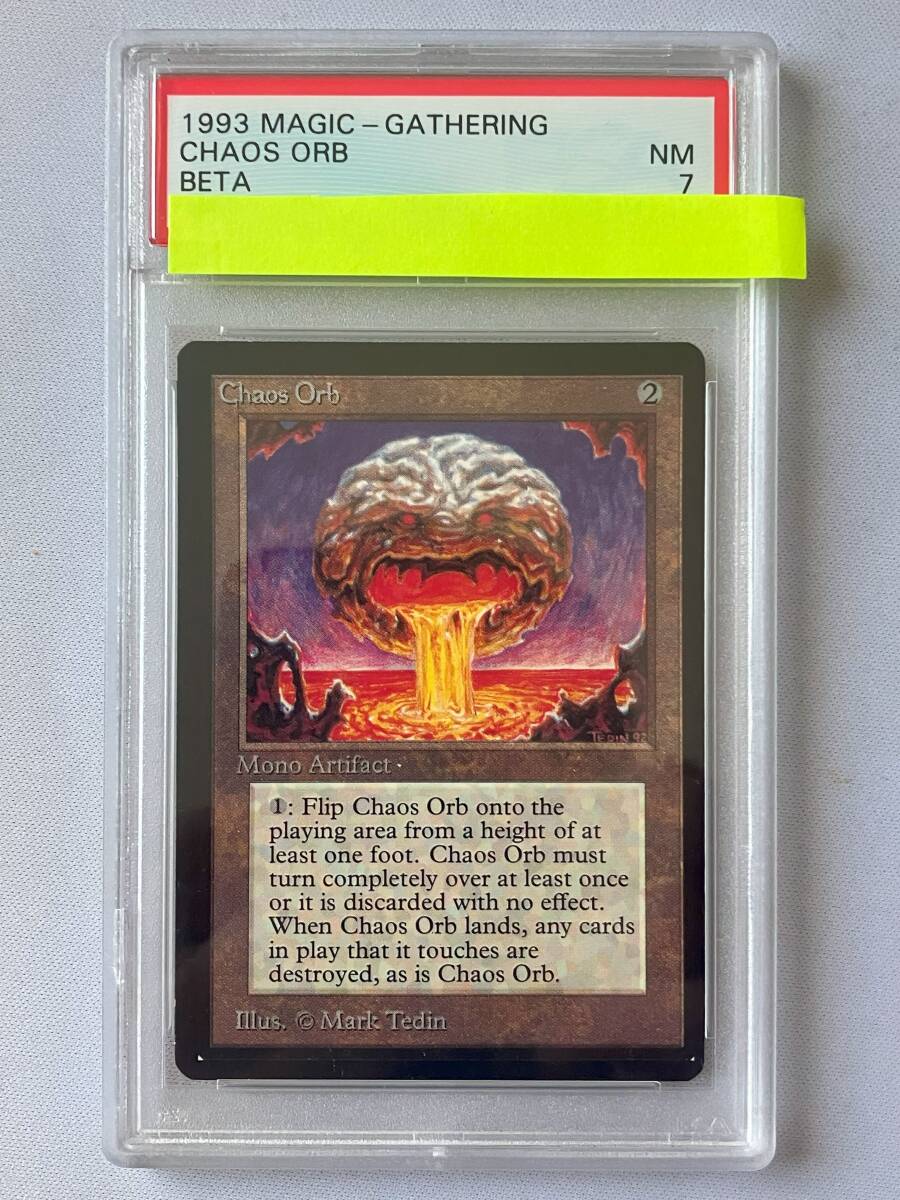 1993 MAGIC - GATHERING
CHAOS ORB NM
BETA 7
Chaos Orb 2
TEDIN 92
Mono Artifact
1: Flip Chaos Orb onto the
playing area from a height of at
least one foot. Chaos Orb must
turn completely over at least once
or it is discarded with no effect.
When Chaos Orb lands, any cards
in play that it touches are
destroyed, as is Chaos Orb.
Illus. © Mark Tedin